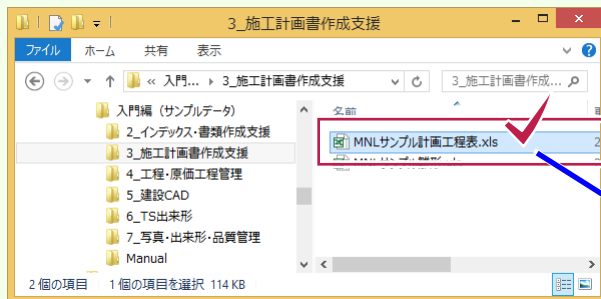 3_施工計画書作成支援
ファイル ホーム 共有 表示
« 入門... ▸ 3_施工計画書作成支援 3_施工計画書作成...
入門編（サンプルデータ） 名前
2_インデックス・書類作成支援
3_施工計画書作成支援 MNLサンプル計画工程表.xls 2
4_工程・原価工程管理
5_建設CAD
6_TS出来形
7_写真・出来形・品質管理
Manual
2 個の項目 1 個の項目を選択 114 KB